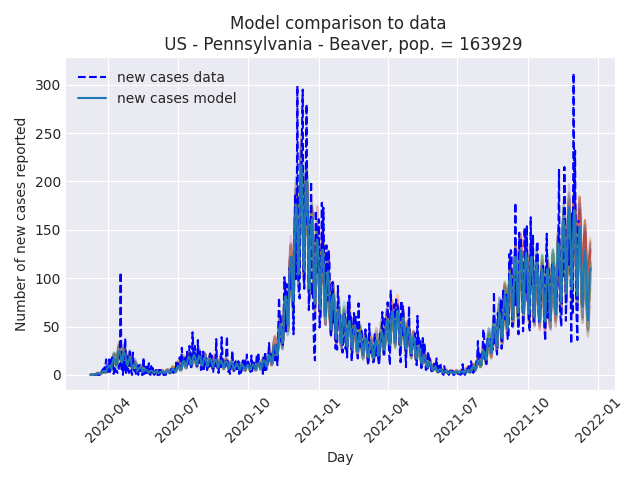 Model comparison to data
US - Pennsylvania - Beaver, pop. = 163929
new cases data
new cases model
Number of new cases reported
300
250
200
150
100
50
0
2020-04
2020-07
2020-10
2021-01
2021-04
2021-07
2021-10
2022-01
Day